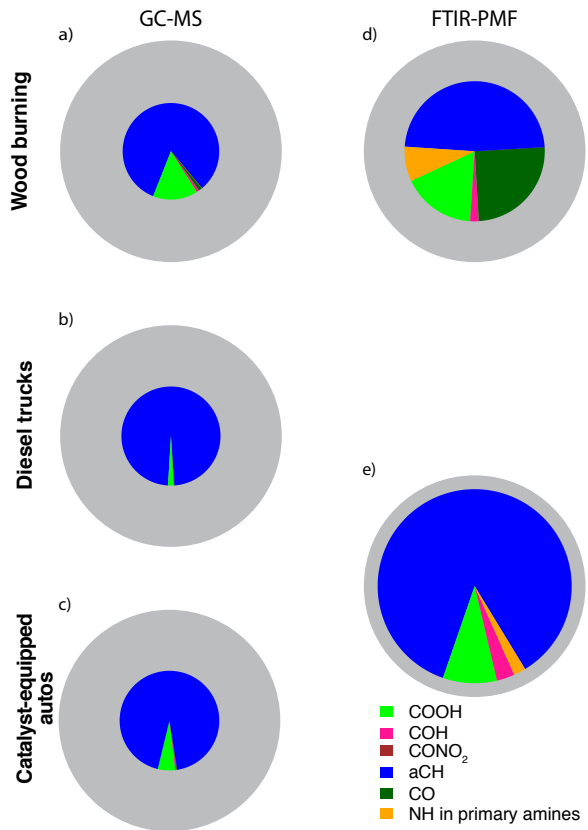 GC-MS
FTIR-PMF
a)
d)
Wood burning
b)
Diesel trucks
e)
c)
Catalyst-equipped
autos
COOH
COH
CONO₂
aCH
CO
NH in primary amines